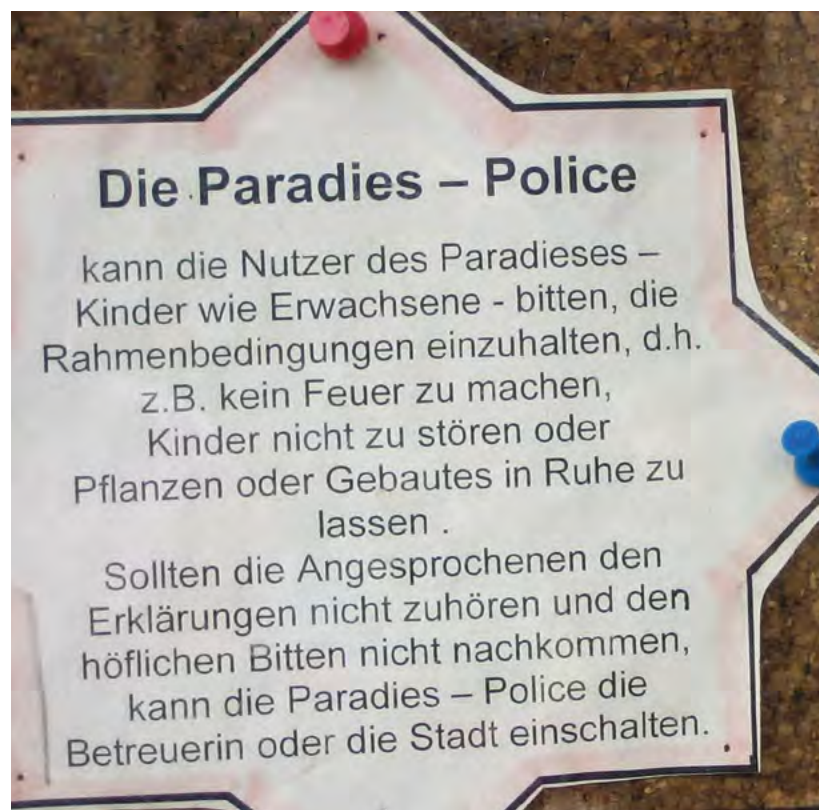 Die Paradies – Police
kann die Nutzer des Paradieses –
Kinder wie Erwachsene - bitten, die
Rahmenbedingungen einzuhalten, d.h.
z.B. kein Feuer zu machen,
Kinder nicht zu stören oder
Pflanzen oder Gebautes in Ruhe zu
lassen .
Sollten die Angesprochenen den
Erklärungen nicht zuhören und den
höflichen Bitten nicht nachkommen,
kann die Paradies – Police die
Betreuerin oder die Stadt einschalten.